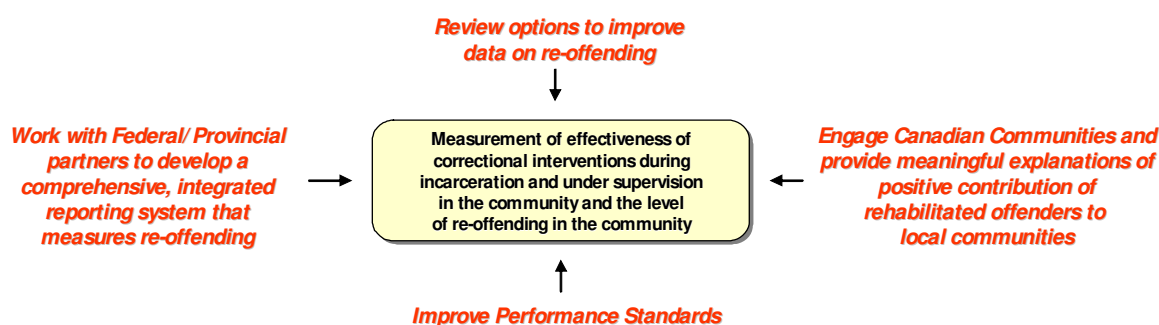 Review options to improve
data on re-offending
Work with Federal/ Provincial
partners to develop a
comprehensive, integrated
reporting system that
measures re-offending
Measurement of effectiveness of
correctional interventions during
incarceration and under supervision
in the community and the level
of re-offending in the community
Engage Canadian Communities and
provide meaningful explanations of
positive contribution of
rehabilitated offenders to
local communities
Improve Performance Standards